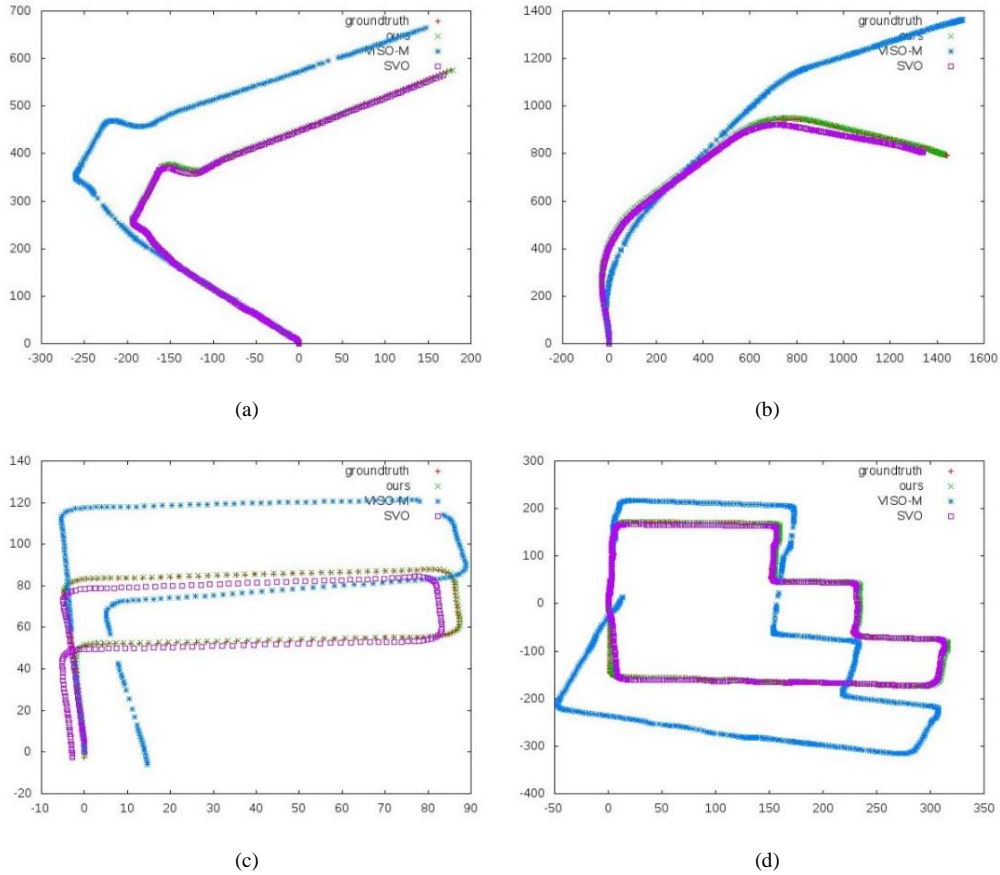 700
600
500
400
300
200
100
0
-300 -250 -200 -150 -100 -50 0 50 100 150 200
groundtruth
ours
VISO-M
SVO
(a)
1400
1200
1000
800
600
400
200
0
-200 0 200 400 600 800 1000 1200 1400 1600
groundtruth
ours
VISO-M
SVO
(b)
140
120
100
80
60
40
20
0
-20
-10 0 10 20 30 40 50 60 70 80 90
groundtruth
ours
VISO-M
SVO
(c)
300
200
100
0
-100
-200
-300
-400
-50 0 50 100 150 200 250 300 350
groundtruth
ours
VISO-M
SVO
(d)